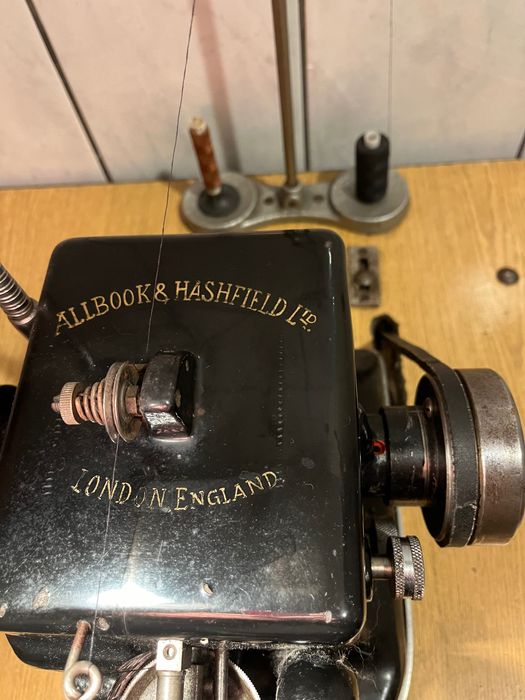 ALLBOOK & HASHFIELD LTD.
LONDON, ENGLAND